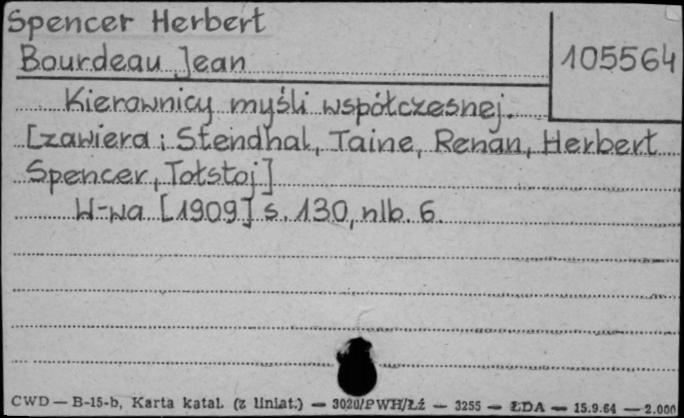 Spencer Herbert
Bourdeau Jean
105564
Kierownicy myśli współczesnej.
[zawiera: Stendhal, Taine, Renan, Herbert
Spencer, Tołstoj]
W-wa [1909] s. 130, nlb. 6.
CWD — B-15-b, Karta katal. (z liniat.) — 3020/PWH/Łź — 3255 — ŁDA — 15.9.64 — 2.000